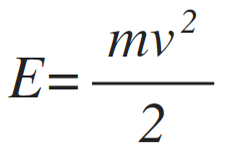 E = mv²/2